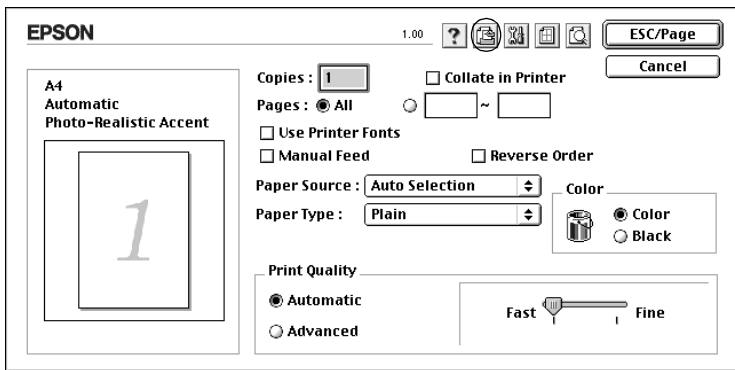 EPSON
1.00
?
ESC/Page
Cancel
A4
Automatic
Photo-Realistic Accent
1
Copies : 1
Collate in Printer
Pages : All ~
Use Printer Fonts
Manual Feed
Reverse Order
Paper Source : Auto Selection
Paper Type : Plain
Color
Color
Black
Print Quality
Automatic
Advanced
Fast Fine